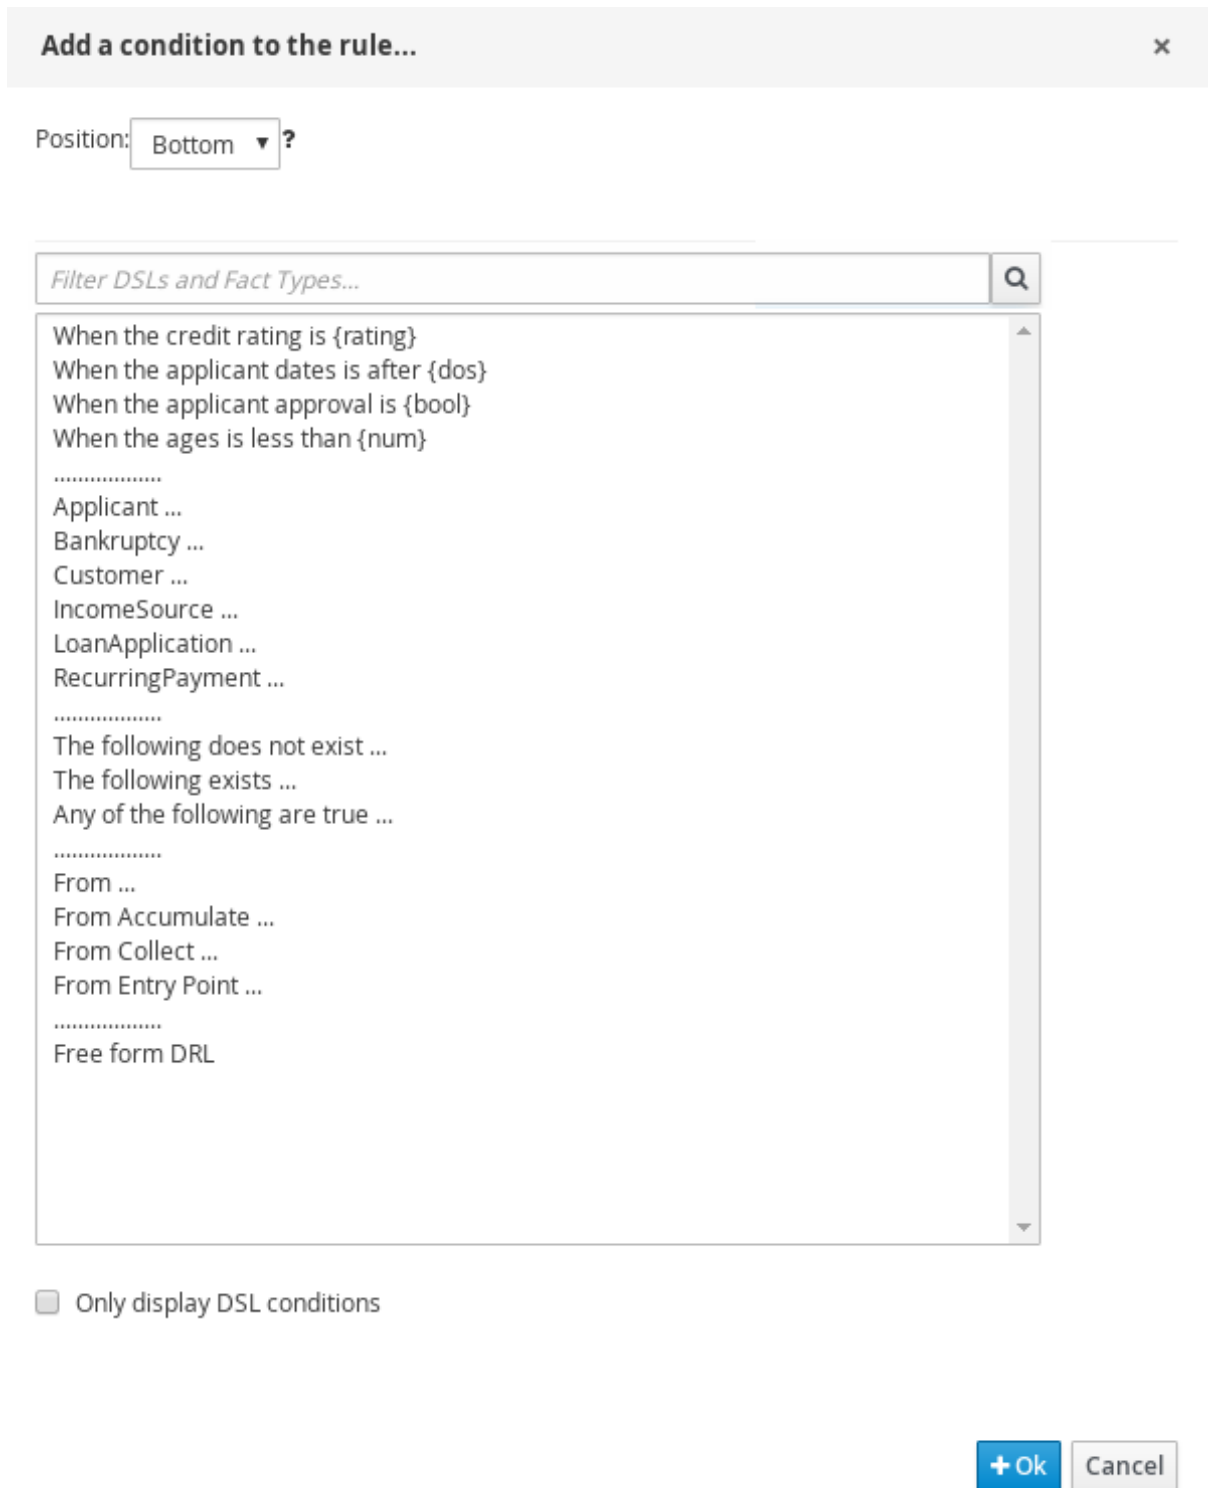 Add a condition to the rule... ×
Position: Bottom ▼ ?
Filter DSLs and Fact Types...
When the credit rating is {rating}
When the applicant dates is after {dos}
When the applicant approval is {bool}
When the ages is less than {num}
..................
Applicant ...
Bankruptcy ...
Customer ...
IncomeSource ...
LoanApplication ...
RecurringPayment ...
..................
The following does not exist ...
The following exists ...
Any of the following are true ...
..................
From ...
From Accumulate ...
From Collect ...
From Entry Point ...
..................
Free form DRL
Only display DSL conditions
+ Ok Cancel